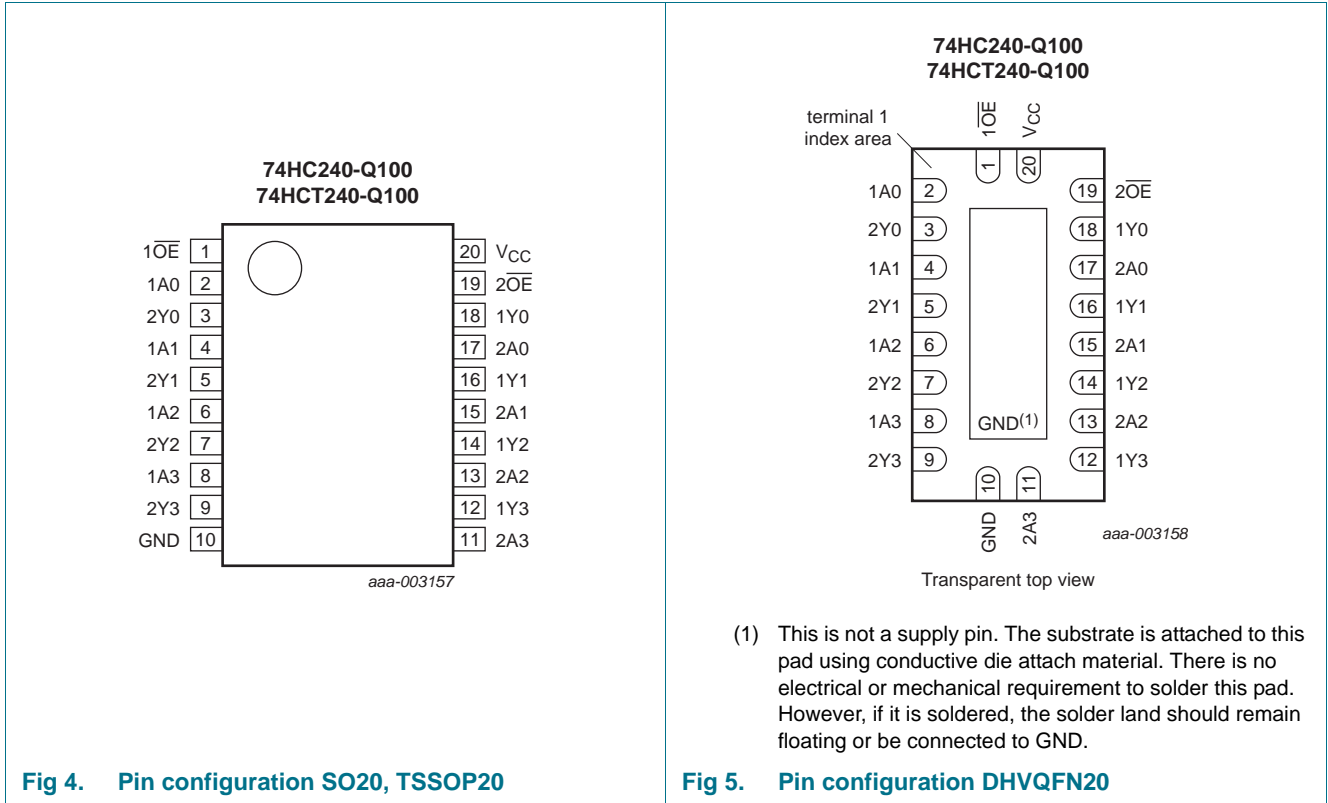 74HC240-Q100
74HCT240-Q100
1O̅E̅ 1
1A0 2
2Y0 3
1A1 4
2Y1 5
1A2 6
2Y2 7
1A3 8
2Y3 9
GND 10
20 VCC
19 2O̅E̅
18 1Y0
17 2A0
16 1Y1
15 2A1
14 1Y2
13 2A2
12 1Y3
11 2A3
aaa-003157
Fig 4. Pin configuration SO20, TSSOP20
74HC240-Q100
74HCT240-Q100
terminal 1
index area
1O̅E̅ 1
VCC 20
1A0 2
2Y0 3
1A1 4
2Y1 5
1A2 6
2Y2 7
1A3 8
2Y3 9
19 2O̅E̅
18 1Y0
17 2A0
16 1Y1
15 2A1
14 1Y2
13 2A2
12 1Y3
GND(1)
10 GND
11 2A3
aaa-003158
Transparent top view
(1) This is not a supply pin. The substrate is attached to this
pad using conductive die attach material. There is no
electrical or mechanical requirement to solder this pad.
However, if it is soldered, the solder land should remain
floating or be connected to GND.
Fig 5. Pin configuration DHVQFN20